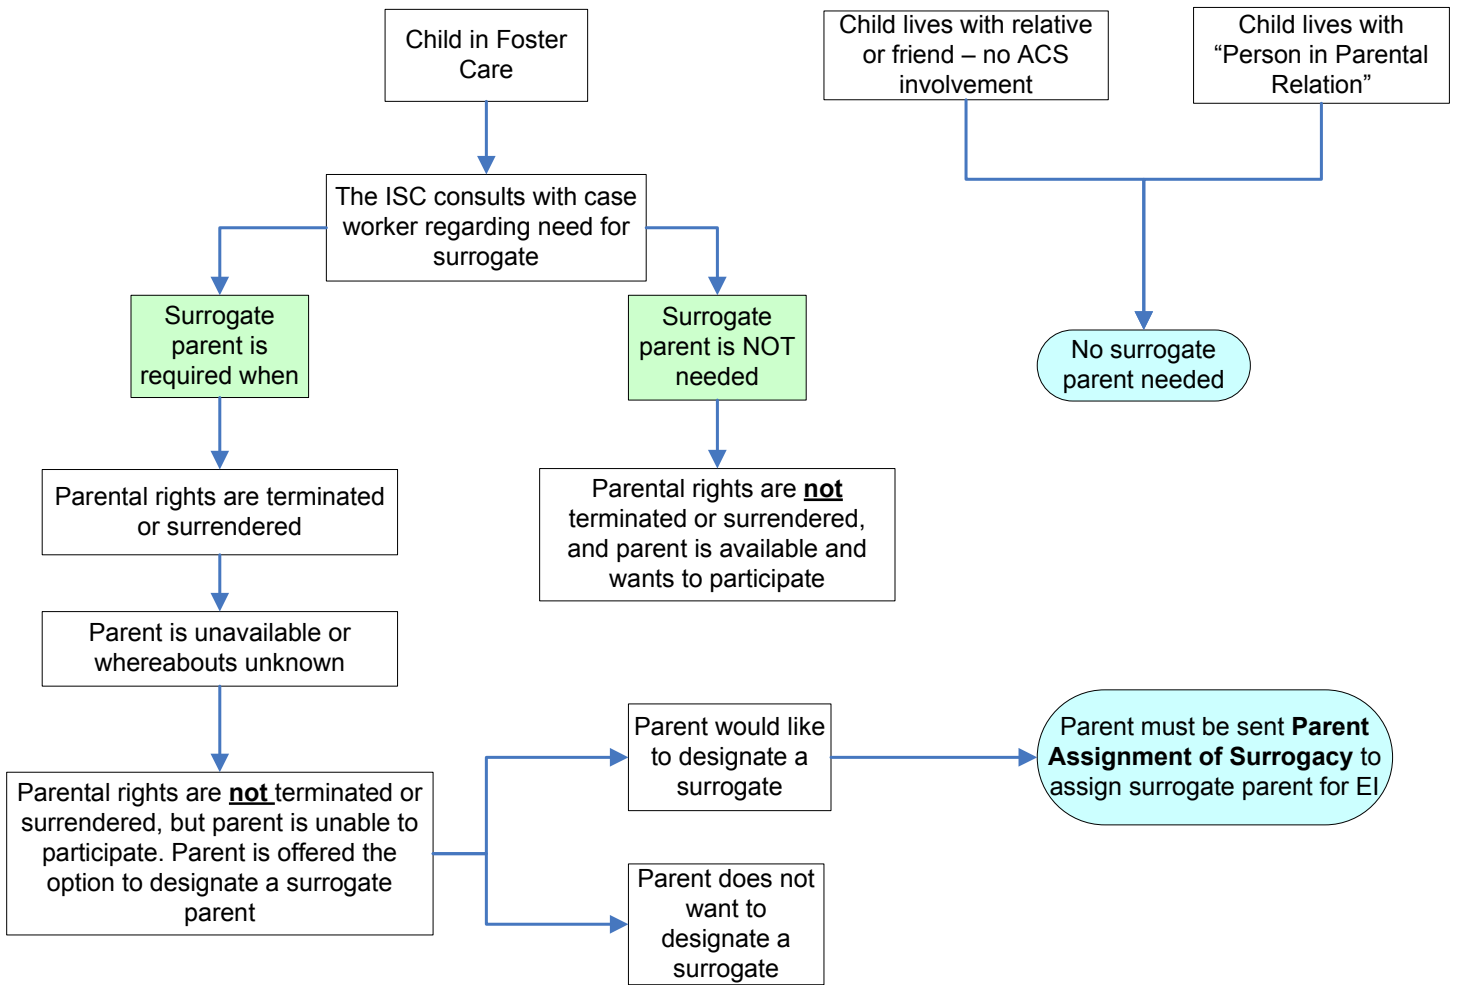 Child in Foster
Care
Child lives with relative
or friend – no ACS
involvement
Child lives with
“Person in Parental
Relation”
The ISC consults with case
worker regarding need for
surrogate
Surrogate
parent is
required when
Surrogate
parent is NOT
needed
No surrogate
parent needed
Parental rights are terminated
or surrendered
Parental rights are not
terminated or surrendered,
and parent is available and
wants to participate
Parent is unavailable or
whereabouts unknown
Parental rights are not terminated or
surrendered, but parent is unable to
participate. Parent is offered the
option to designate a surrogate
parent
Parent would like
to designate a
surrogate
Parent must be sent Parent
Assignment of Surrogacy to
assign surrogate parent for EI
Parent does not
want to
designate a
surrogate